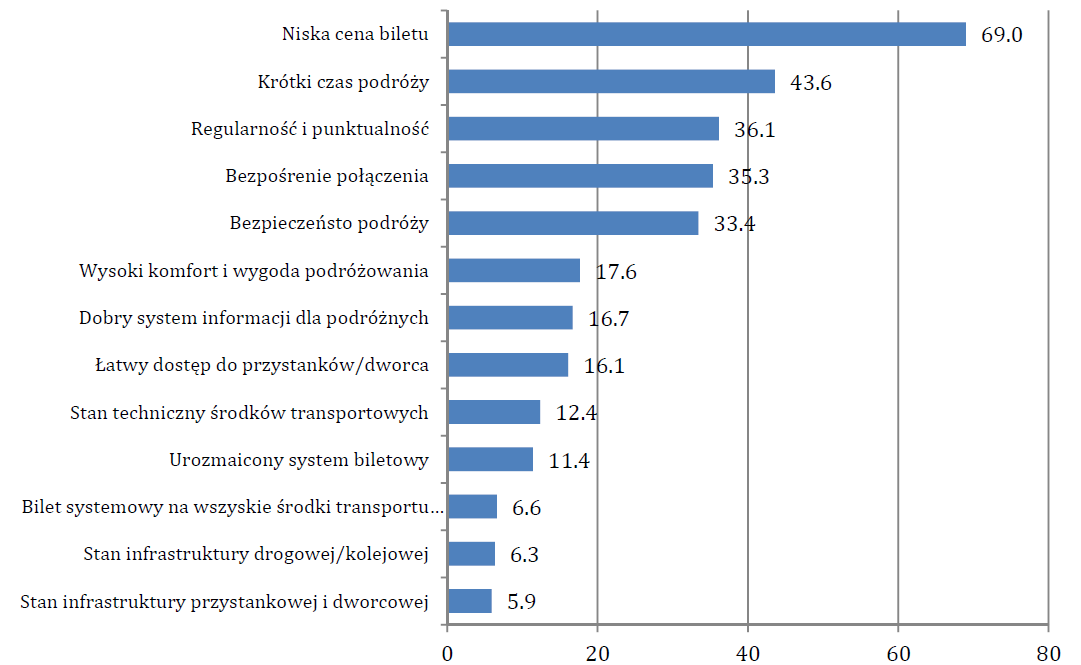 Niska cena biletu 69.0
Krótki czas podróży 43.6
Regularność i punktualność 36.1
Bezpośrenie połączenia 35.3
Bezpieczeństo podróży 33.4
Wysoki komfort i wygoda podróżowania 17.6
Dobry system informacji dla podróżnych 16.7
Łatwy dostęp do przystanków/dworca 16.1
Stan techniczny środków transportowych 12.4
Urozmaicony system biletowy 11.4
Bilet systemowy na wszyskie środki transportu... 6.6
Stan infrastruktury drogowej/kolejowej 6.3
Stan infrastruktury przystankowej i dworcowej 5.9
0 20 40 60 80